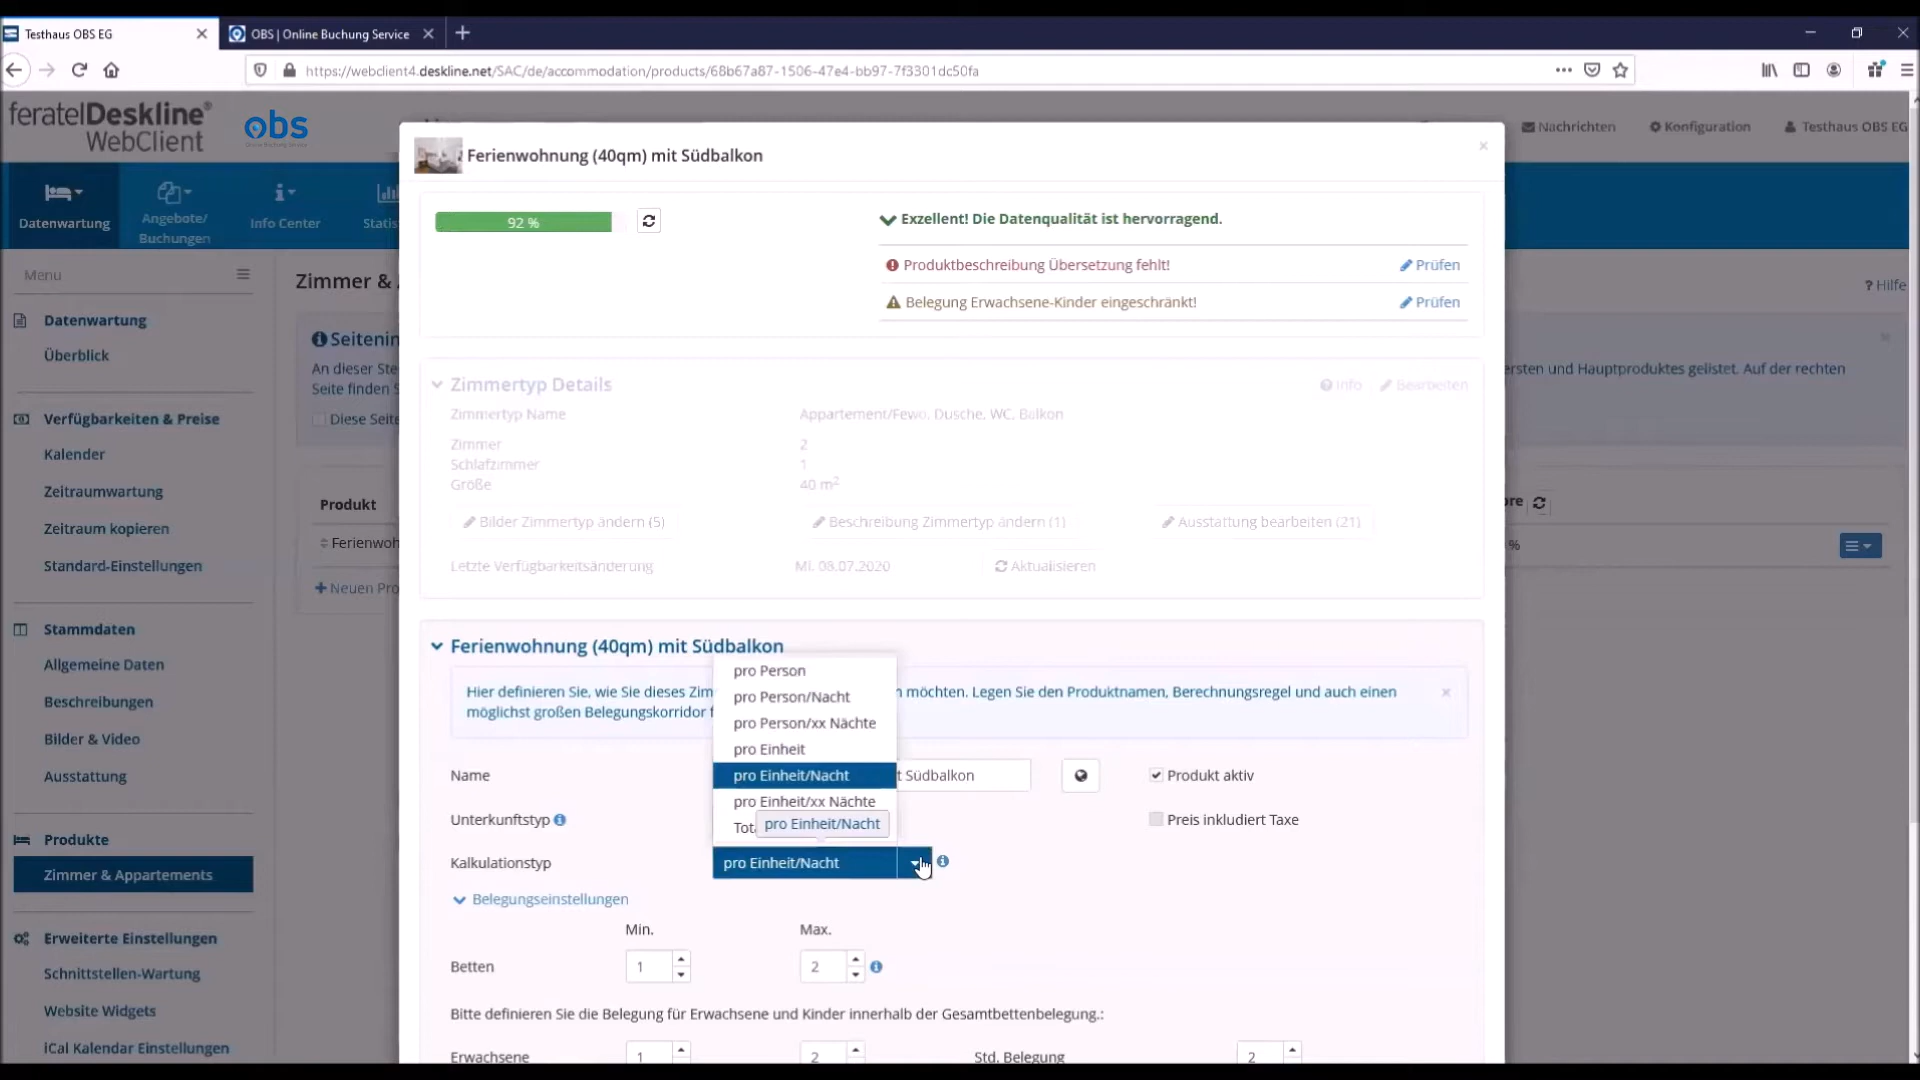 Testhaus OBS EG
OBS | Online Buchung Service
https://webclient4.deskline.net/SAC/de/accommodation/products/68b67a87-1506-47e4-bb97-7f3301dc50fa
feratelDeskline®
WebClient
obs
Online Buchung Service
Nachrichten
Konfiguration
Testhaus OBS EG
Datenwartung
Angebote/
Buchungen
Info Center
Statis
Ferienwohnung (40qm) mit Südbalkon
92 %
Exzellent! Die Datenqualität ist hervorragend.
Produktbeschreibung Übersetzung fehlt!
Prüfen
Belegung Erwachsene-Kinder eingeschränkt!
Prüfen
Menu
Datenwartung
Überblick
Verfügbarkeiten & Preise
Kalender
Zeitraumwartung
Zeitraum kopieren
Standard-Einstellungen
Stammdaten
Allgemeine Daten
Beschreibungen
Bilder & Video
Ausstattung
Produkte
Zimmer & Appartements
Erweiterte Einstellungen
Schnittstellen-Wartung
Website Widgets
iCal Kalender Einstellungen
Zimmer &
? Hilfe
Seitenin
An dieser Ste
ersten und Hauptproduktes gelistet. Auf der rechten
Seite finden S
Diese Seite
Produkt
ore
Ferienwoh
%
Neuen Pro
Zimmertyp Details
Info
Bearbeiten
Zimmertyp Name
Appartement/Fewo, Dusche, WC, Balkon
Zimmer
2
Schlafzimmer
1
Größe
40 m²
Bilder Zimmertyp ändern (5)
Beschreibung Zimmertyp ändern (1)
Ausstattung bearbeiten (21)
Letzte Verfügbarkeitsänderung
Mi. 08.07.2020
Aktualisieren
Ferienwohnung (40qm) mit Südbalkon
Hier definieren Sie, wie Sie dieses Zim
n möchten. Legen Sie den Produktnamen, Berechnungsregel und auch einen
möglichst großen Belegungskorridor f
pro Person
pro Person/Nacht
pro Person/xx Nächte
pro Einheit
pro Einheit/Nacht
pro Einheit/xx Nächte
Tota
pro Einheit/Nacht
Name
t Südbalkon
Produkt aktiv
Unterkunftstyp
Preis inkludiert Taxe
Kalkulationstyp
pro Einheit/Nacht
Belegungseinstellungen
Min.
Max.
Betten
1
2
Bitte definieren Sie die Belegung für Erwachsene und Kinder innerhalb der Gesamtbettenbelegung.:
Erwachsene
1
2
Std. Belegung
2